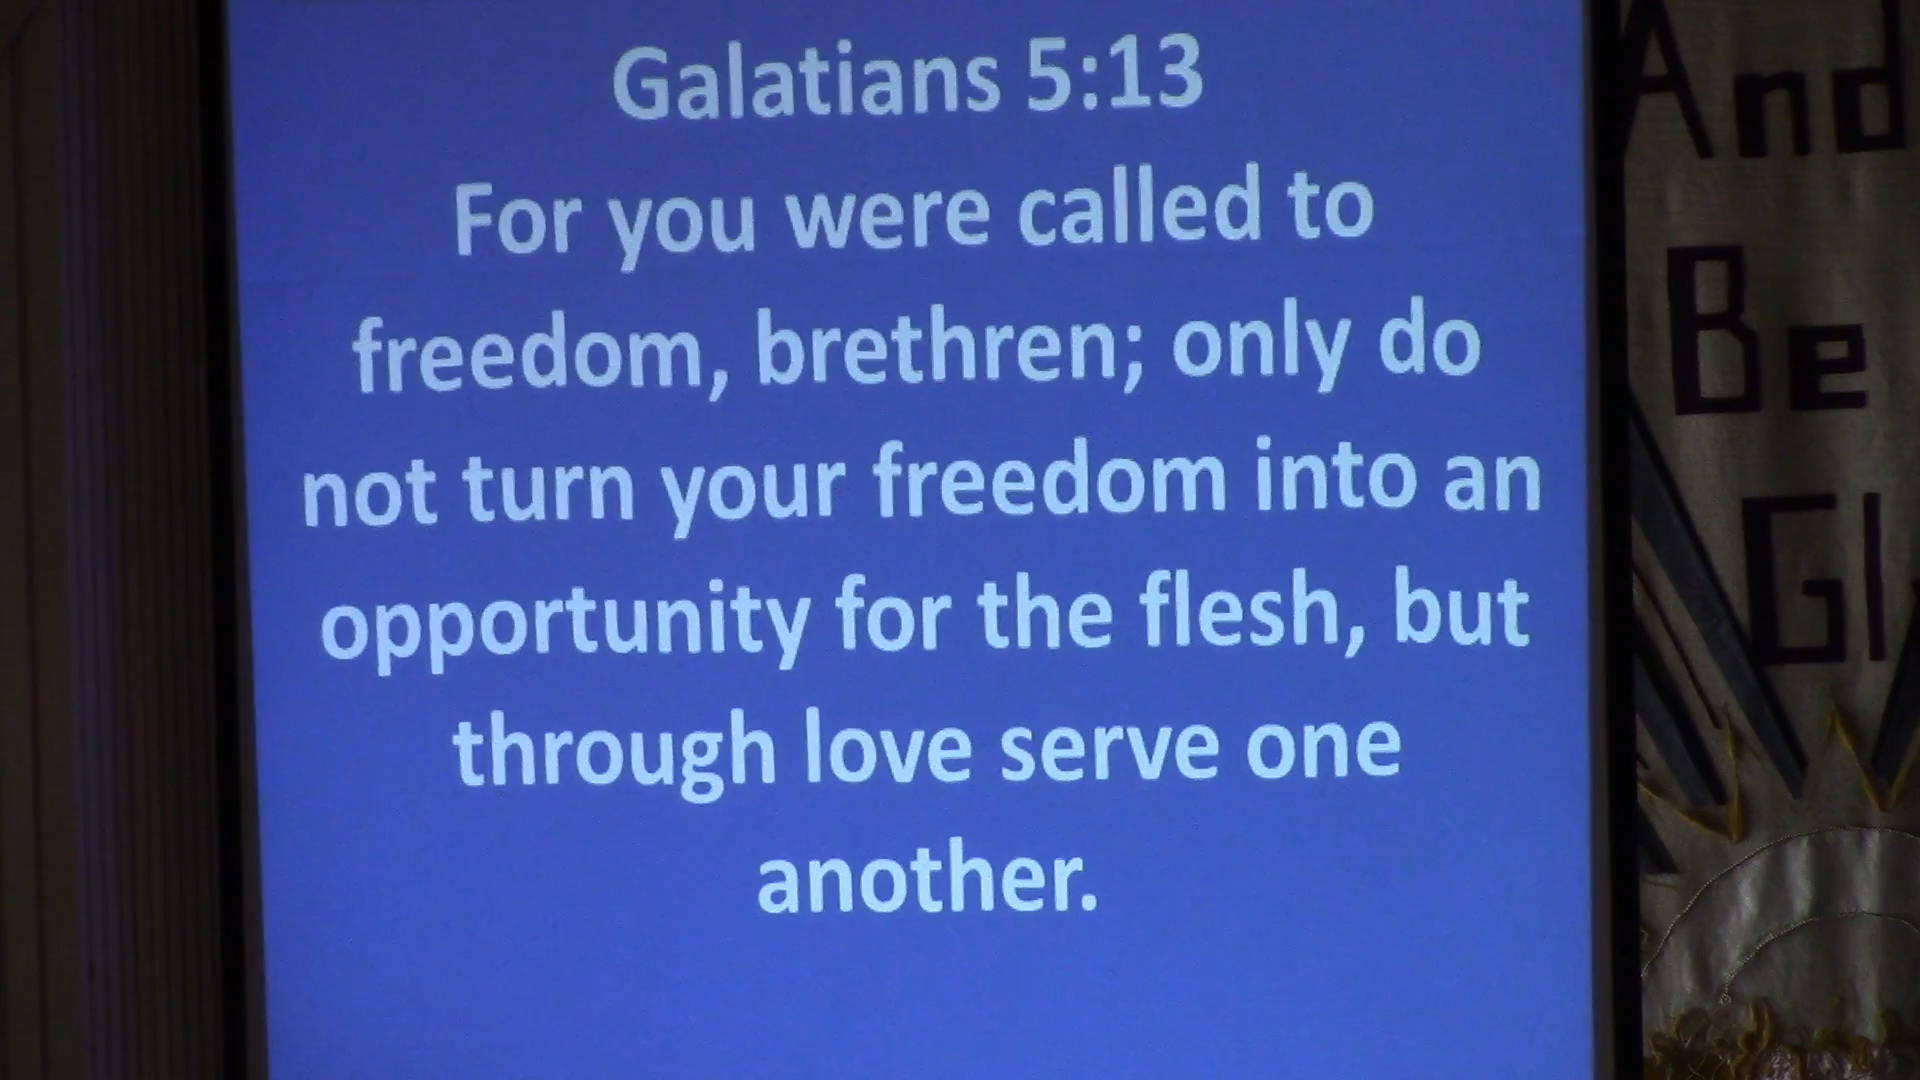 Galatians 5:13
For you were called to
freedom, brethren; only do
not turn your freedom into an
opportunity for the flesh, but
through love serve one
another.
And
Be